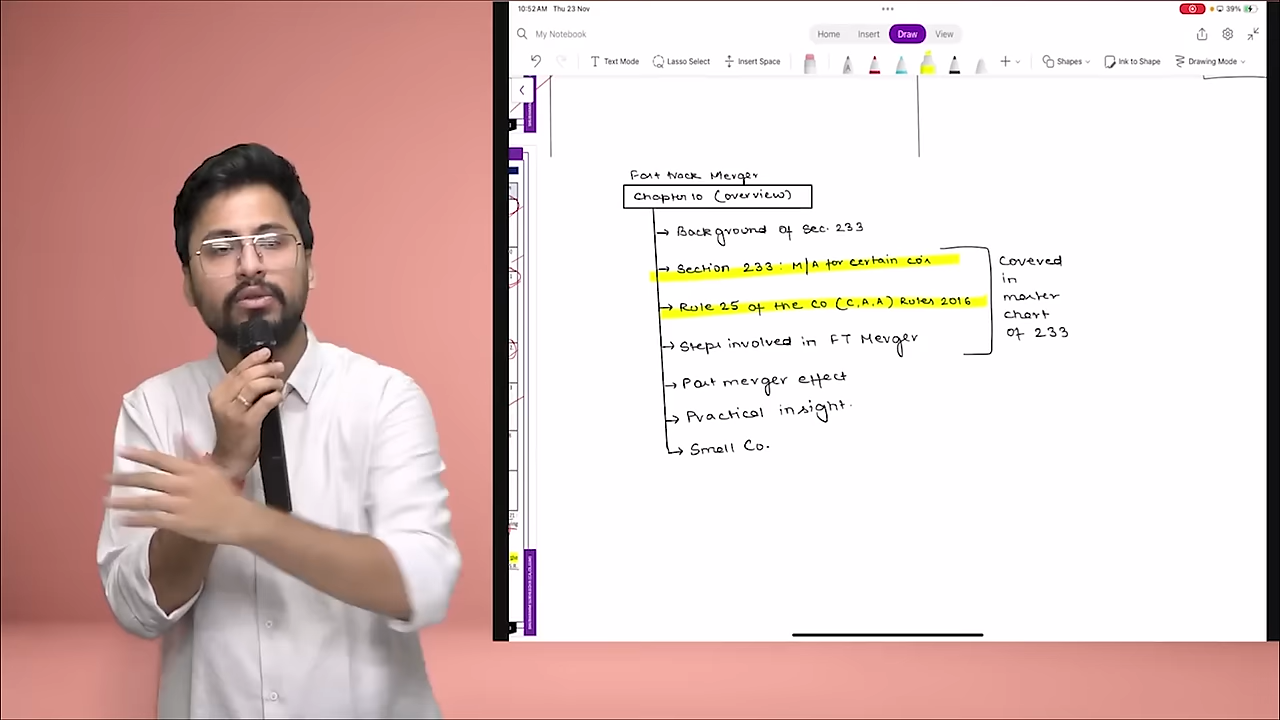 10:52 AM Thu 23 Nov
39%
My Notebook
Home Insert Draw View
Text Mode Lasso Select Insert Space Shapes Ink to Shape Drawing Mode
Fast track Merger
Chapter 10 (overview)
Background of Sec. 233
Section 233 : M/A for certain co's
Rule 25 of the Co (C.A.A) Rules 2016
Steps involved in FT Merger
Post merger effect
Practical insight.
Small Co.
Covered
in
master
chart
of 233